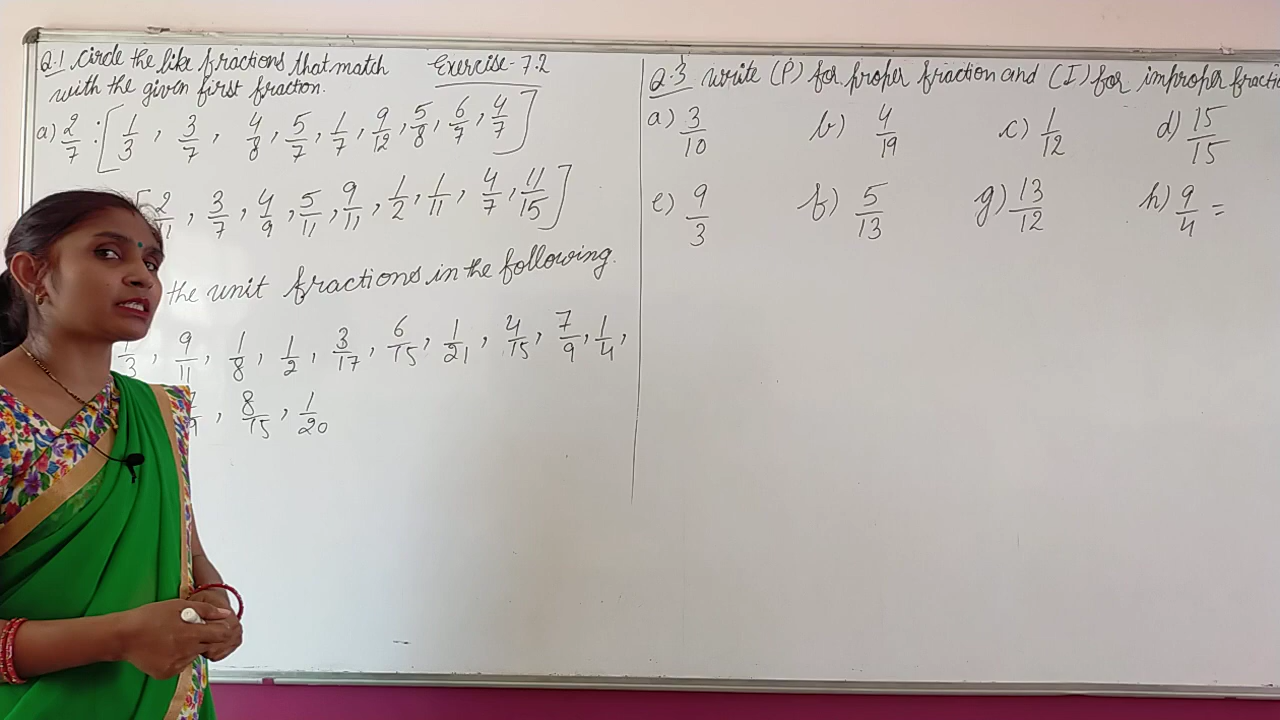 Q.1 Circle the like fractions that match Exercise-7.2
with the given first fraction.
a) 2/7 : [1/3, 3/7, 4/8, 5/7, 1/7, 9/12, 5/8, 6/7, 4/7]
[2/11, 3/7, 4/9, 5/11, 9/11, 1/2, 1/11, 4/7, 11/15]
the unit fractions in the following.
1/3, 9/11, 1/8, 1/2, 3/17, 6/15, 1/21, 4/15, 7/9, 1/4,
7/9, 8/15, 1/20
Q.3 write (P) for proper fraction and (I) for improper fractio
a) 3/10 b) 4/19 c) 1/12 d) 15/15
e) 9/3 f) 5/13 g) 13/12 h) 9/4 =